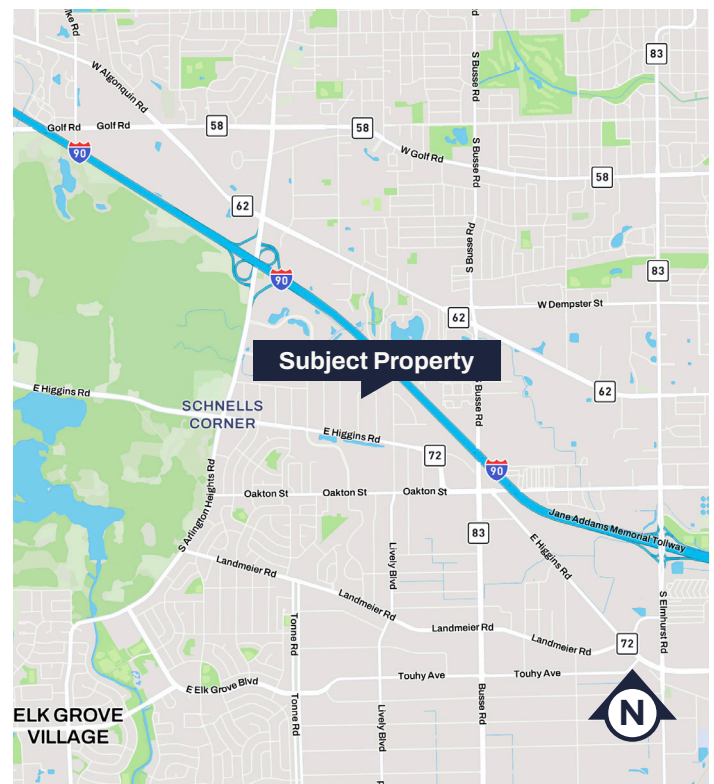 ke Rd
W Algonquin Rd
S Busse Rd
83
Golf Rd
Golf Rd
58
58
S Busse Rd
90
W Golf Rd
58
62
S Busse Rd
83
90
W Dempster St
62
Subject Property
S Busse Rd
62
E Higgins Rd
SCHNELLS
CORNER
E Higgins Rd
72
90
S Arlington Heights Rd
Oakton St
Oakton St
Oakton St
Jane Addams Memorial Tollway
83
E Higgins Rd
Lively Blvd
Landmeier Rd
Landmeier Rd
S Elmhurst Rd
Tonne Rd
Landmeier Rd
Landmeier Rd
72
Touhy Ave
Touhy Ave
E Elk Grove Blvd
Tonne Rd
Lively Blvd
Busse Rd
N
ELK GROVE
VILLAGE